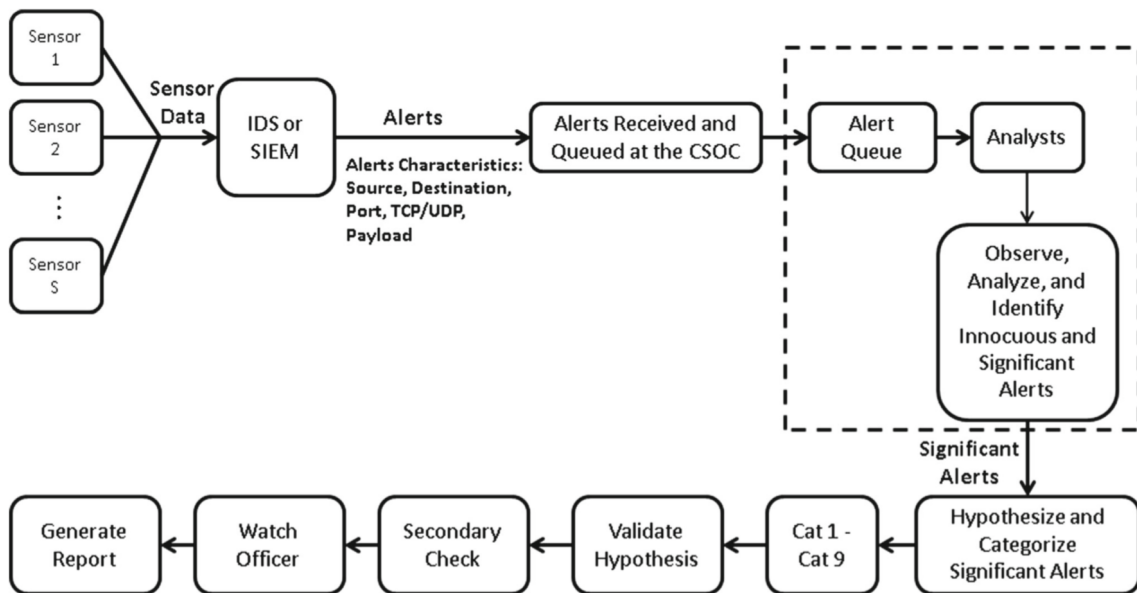 Sensor
1
Sensor
2
...
Sensor
S
Sensor
Data
IDS or
SIEM
Alerts
Alerts Characteristics:
Source, Destination,
Port, TCP/UDP,
Payload
Alerts Received and
Queued at the CSOC
Alert
Queue
Analysts
Observe,
Analyze, and
Identify
Innocuous and
Significant
Alerts
Significant
Alerts
Hypothesize and
Categorize
Significant Alerts
Cat 1 -
Cat 9
Validate
Hypothesis
Secondary
Check
Watch
Officer
Generate
Report